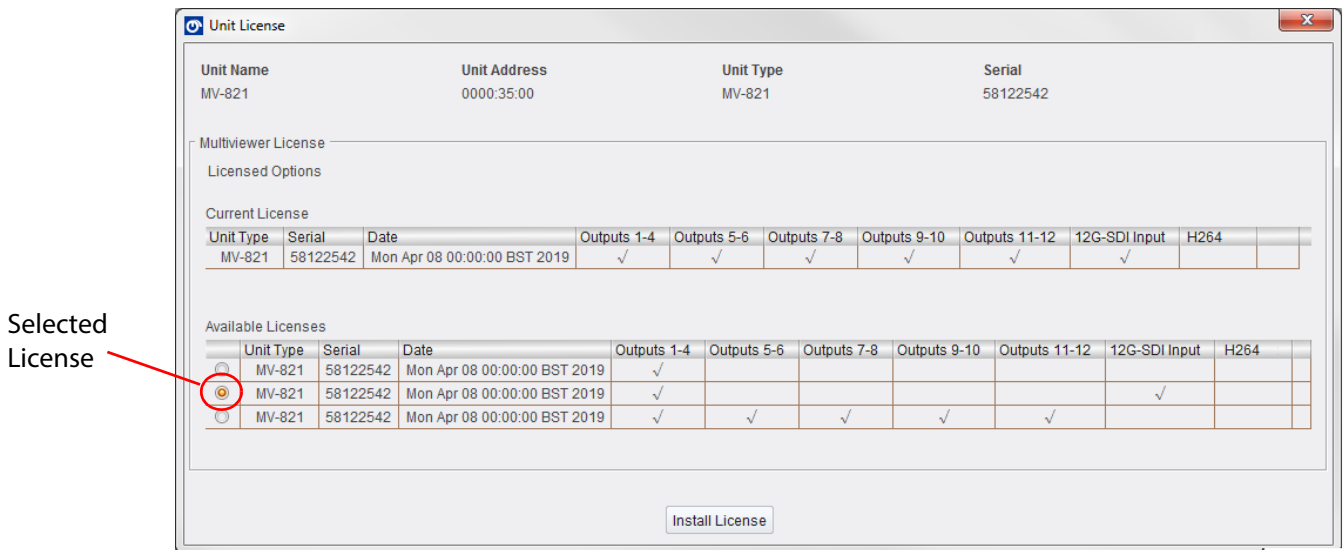 Unit License
Unit Name Unit Address Unit Type Serial
MV-821 0000:35:00 MV-821 58122542
Multiviewer License
Licensed Options
Current License
Unit Type Serial Date Outputs 1-4 Outputs 5-6 Outputs 7-8 Outputs 9-10 Outputs 11-12 12G-SDI Input H264
MV-821 58122542 Mon Apr 08 00:00:00 BST 2019 √ √ √ √ √ √
Selected
License
Available Licenses
Unit Type Serial Date Outputs 1-4 Outputs 5-6 Outputs 7-8 Outputs 9-10 Outputs 11-12 12G-SDI Input H264
MV-821 58122542 Mon Apr 08 00:00:00 BST 2019 √
MV-821 58122542 Mon Apr 08 00:00:00 BST 2019 √ √
MV-821 58122542 Mon Apr 08 00:00:00 BST 2019 √ √ √ √ √
Install License